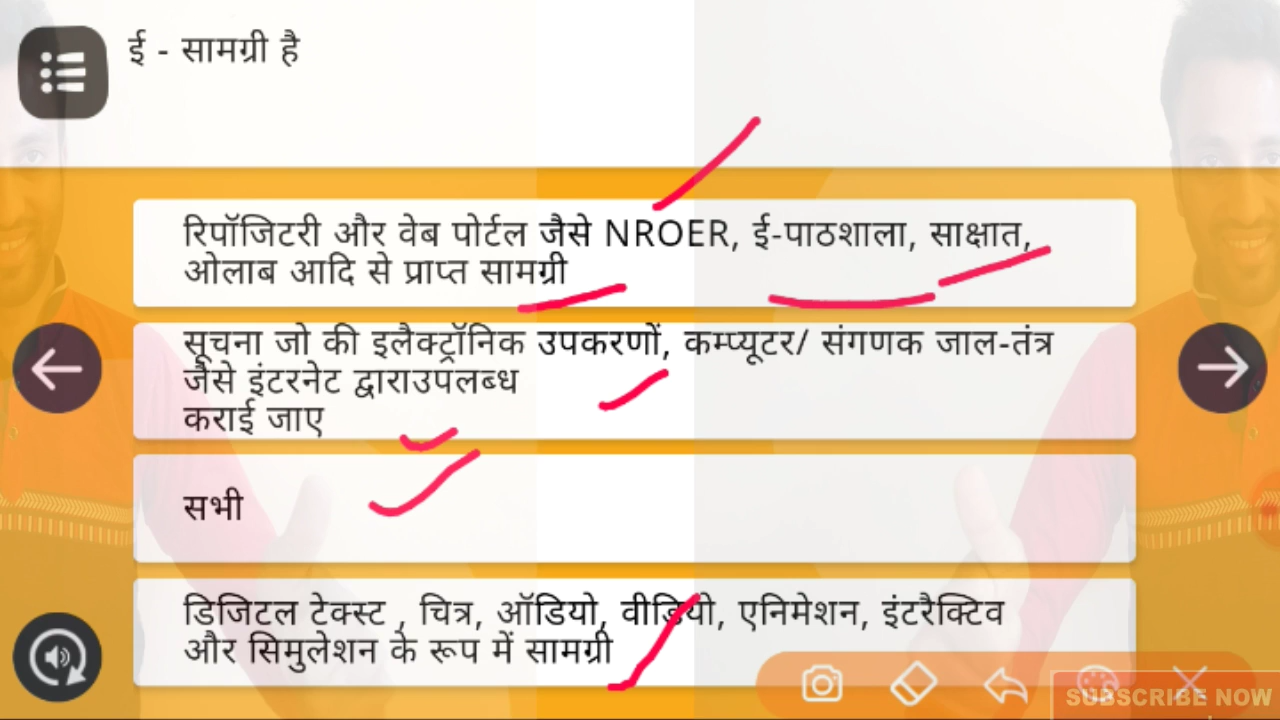 ई - सामग्री है
रिपॉजिटरी और वेब पोर्टल जैसे NROER, ई-पाठशाला, साक्षात,
ओलाब आदि से प्राप्त सामग्री
सूचना जो की इलैक्ट्रॉनिक उपकरणों, कम्प्यूटर/ संगणक जाल-तंत्र
जैसे इंटरनेट द्वाराउपलब्ध
कराई जाए
सभी
डिजिटल टेक्स्ट , चित्र, ऑडियो, वीडियो, एनिमेशन, इंटरैक्टिव
और सिमुलेशन के रूप में सामग्री
SUBSCRIBE NOW